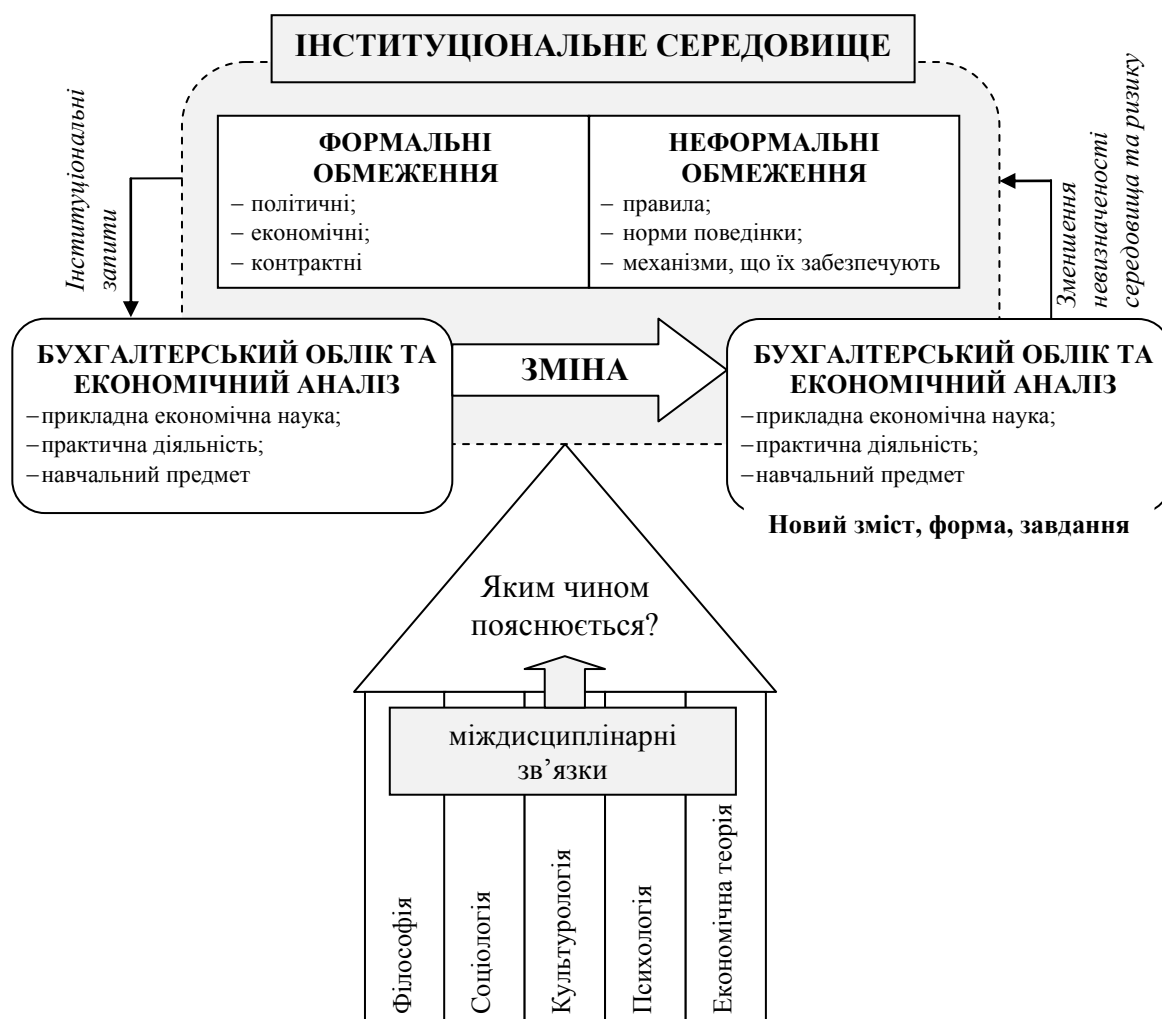 ІНСТИТУЦІОНАЛЬНЕ СЕРЕДОВИЩЕ
Інституціональні
запити
ФОРМАЛЬНІ
ОБМЕЖЕННЯ
– політичні;
– економічні;
– контрактні
НЕФОРМАЛЬНІ
ОБМЕЖЕННЯ
– правила;
– норми поведінки;
– механізми, що їх забезпечують
Зменшення
невизначеності
середовища та ризику
БУХГАЛТЕРСЬКИЙ ОБЛІК ТА
ЕКОНОМІЧНИЙ АНАЛІЗ
– прикладна економічна наука;
– практична діяльність;
– навчальний предмет
ЗМІНА
БУХГАЛТЕРСЬКИЙ ОБЛІК ТА
ЕКОНОМІЧНИЙ АНАЛІЗ
– прикладна економічна наука;
– практична діяльність;
– навчальний предмет
Новий зміст, форма, завдання
Яким чином
пояснюється?
міждисциплінарні
зв’язки
Філософія
Соціологія
Культурологія
Психологія
Економічна теорія